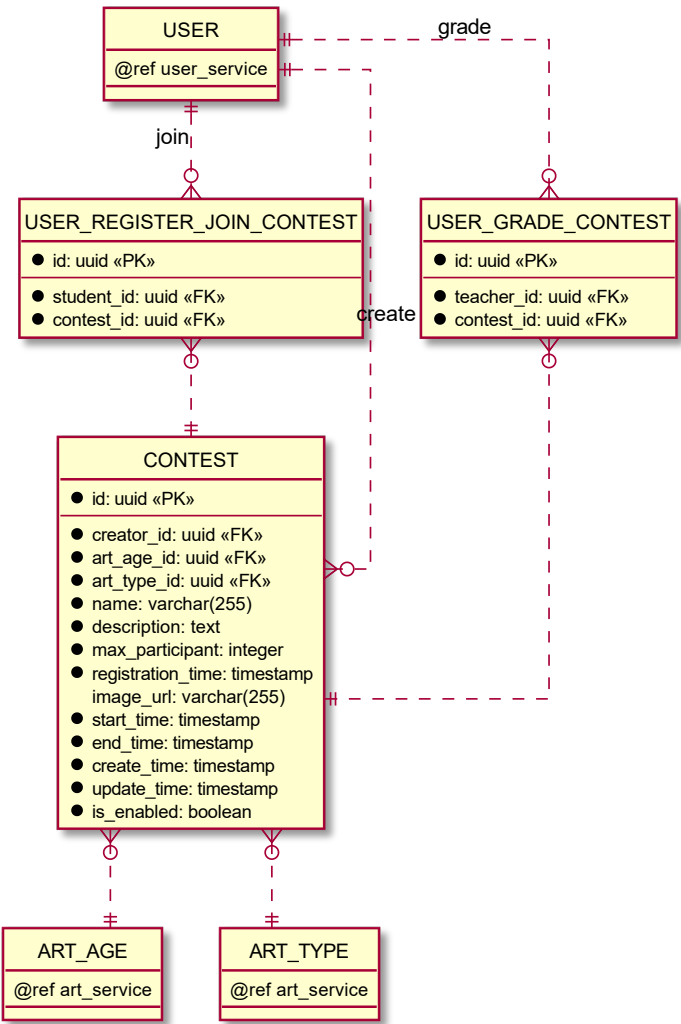 USER
@ref user_service
grade
join
USER_REGISTER_JOIN_CONTEST
id: uuid «PK»
student_id: uuid «FK»
contest_id: uuid «FK»
create
USER_GRADE_CONTEST
id: uuid «PK»
teacher_id: uuid «FK»
contest_id: uuid «FK»
CONTEST
id: uuid «PK»
creator_id: uuid «FK»
art_age_id: uuid «FK»
art_type_id: uuid «FK»
name: varchar(255)
description: text
max_participant: integer
registration_time: timestamp
image_url: varchar(255)
start_time: timestamp
end_time: timestamp
create_time: timestamp
update_time: timestamp
is_enabled: boolean
ART_AGE
@ref art_service
ART_TYPE
@ref art_service